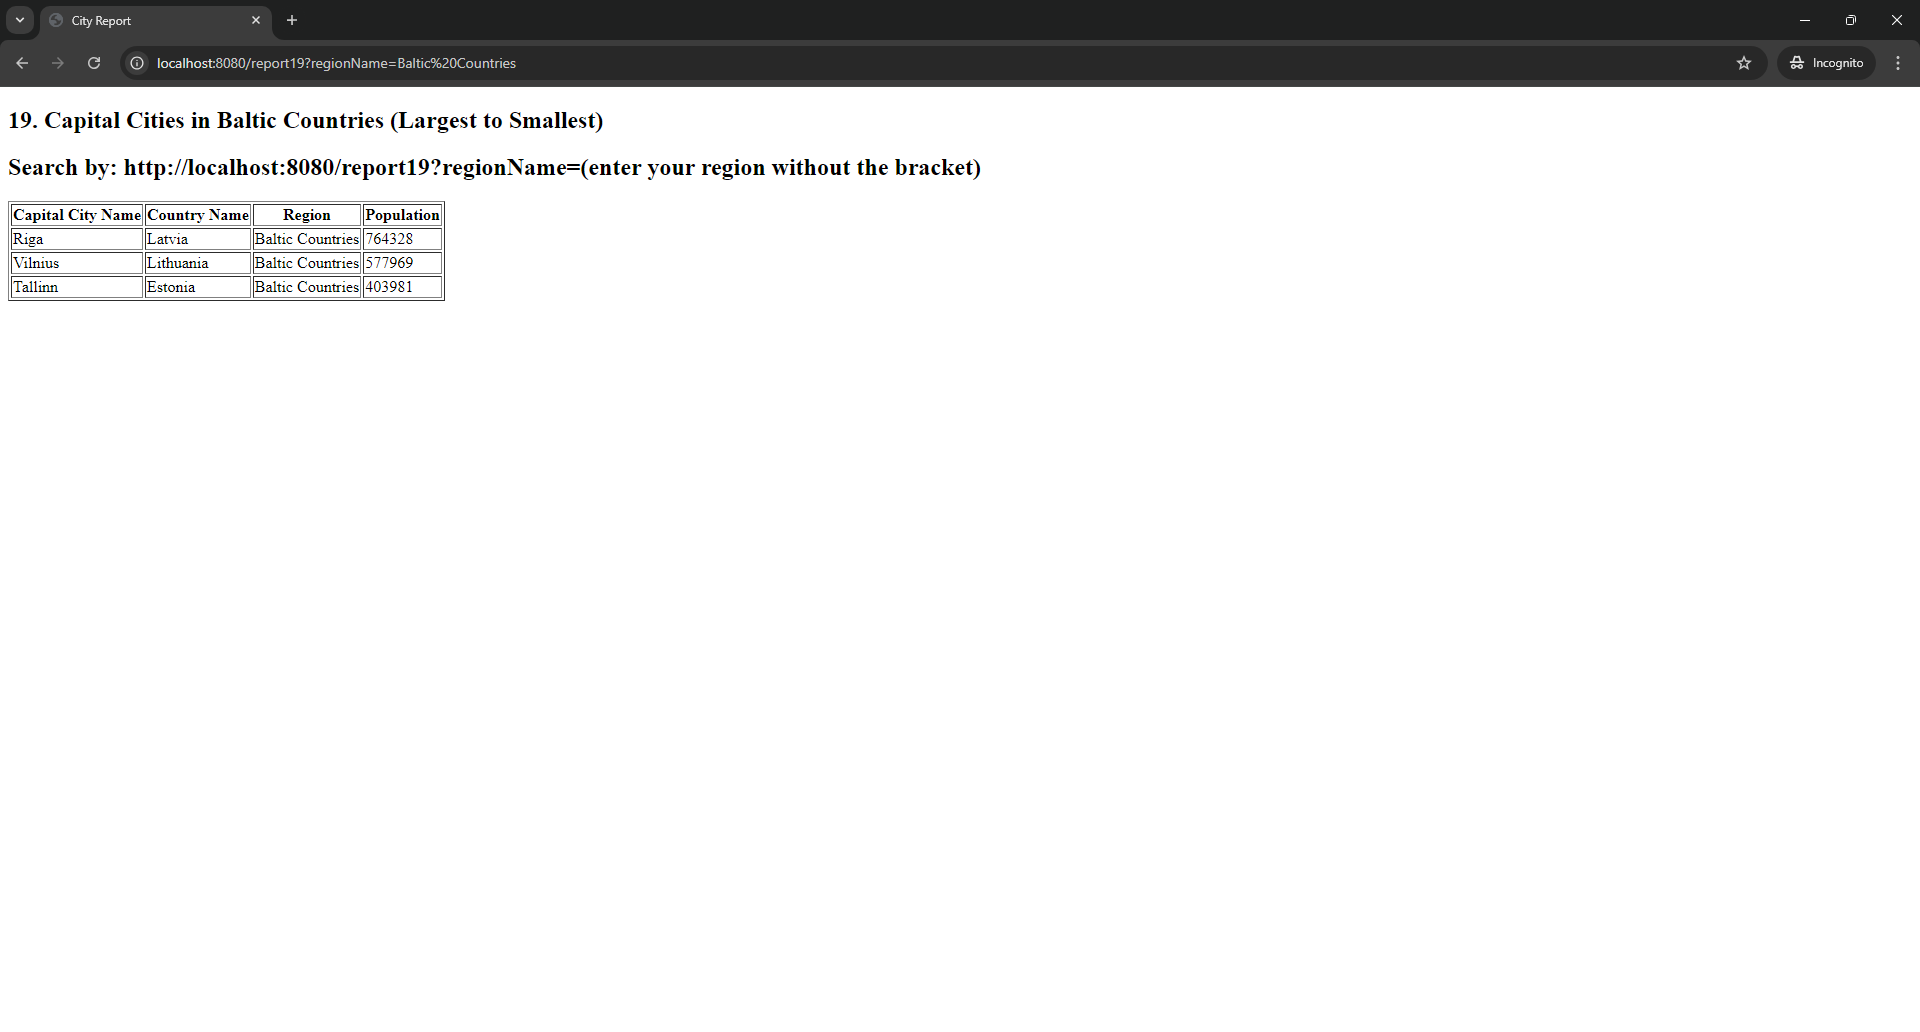 City Report
localhost:8080/report19?regionName=Baltic%20Countries
Incognito
19. Capital Cities in Baltic Countries (Largest to Smallest)
Search by: http://localhost:8080/report19?regionName=(enter your region without the bracket)
Capital City Name Country Name Region Population
Riga Latvia Baltic Countries 764328
Vilnius Lithuania Baltic Countries 577969
Tallinn Estonia Baltic Countries 403981